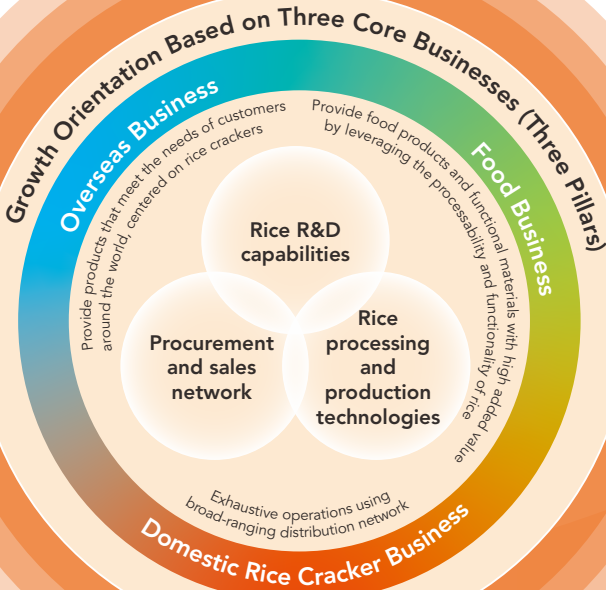 Growth Orientation Based on Three Core Businesses (Three Pillars)
Overseas Business
Provide products that meet the needs of customers
around the world, centered on rice crackers
Food Business
Provide food products and functional materials with high added value
by leveraging the processability and functionality of rice
Rice R&D
capabilities
Procurement
and sales
network
Rice
processing
and
production
technologies
Exhaustive operations using
broad-ranging distribution network
Domestic Rice Cracker Business